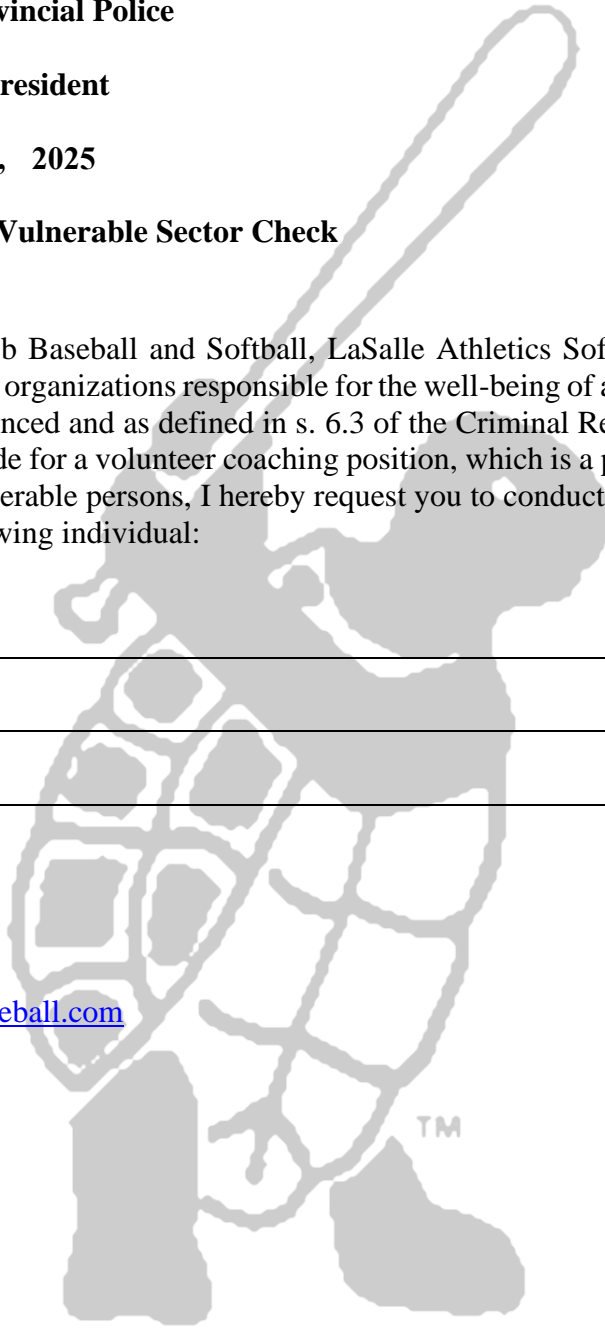 vincial Police
resident
, 2025
Vulnerable Sector Check
b Baseball and Softball, LaSalle Athletics Sof
organizations responsible for the well-being of a
nced and as defined in s. 6.3 of the Criminal Re
de for a volunteer coaching position, which is a p
erable persons, I hereby request you to conduct
wing individual:
eball.com
TM